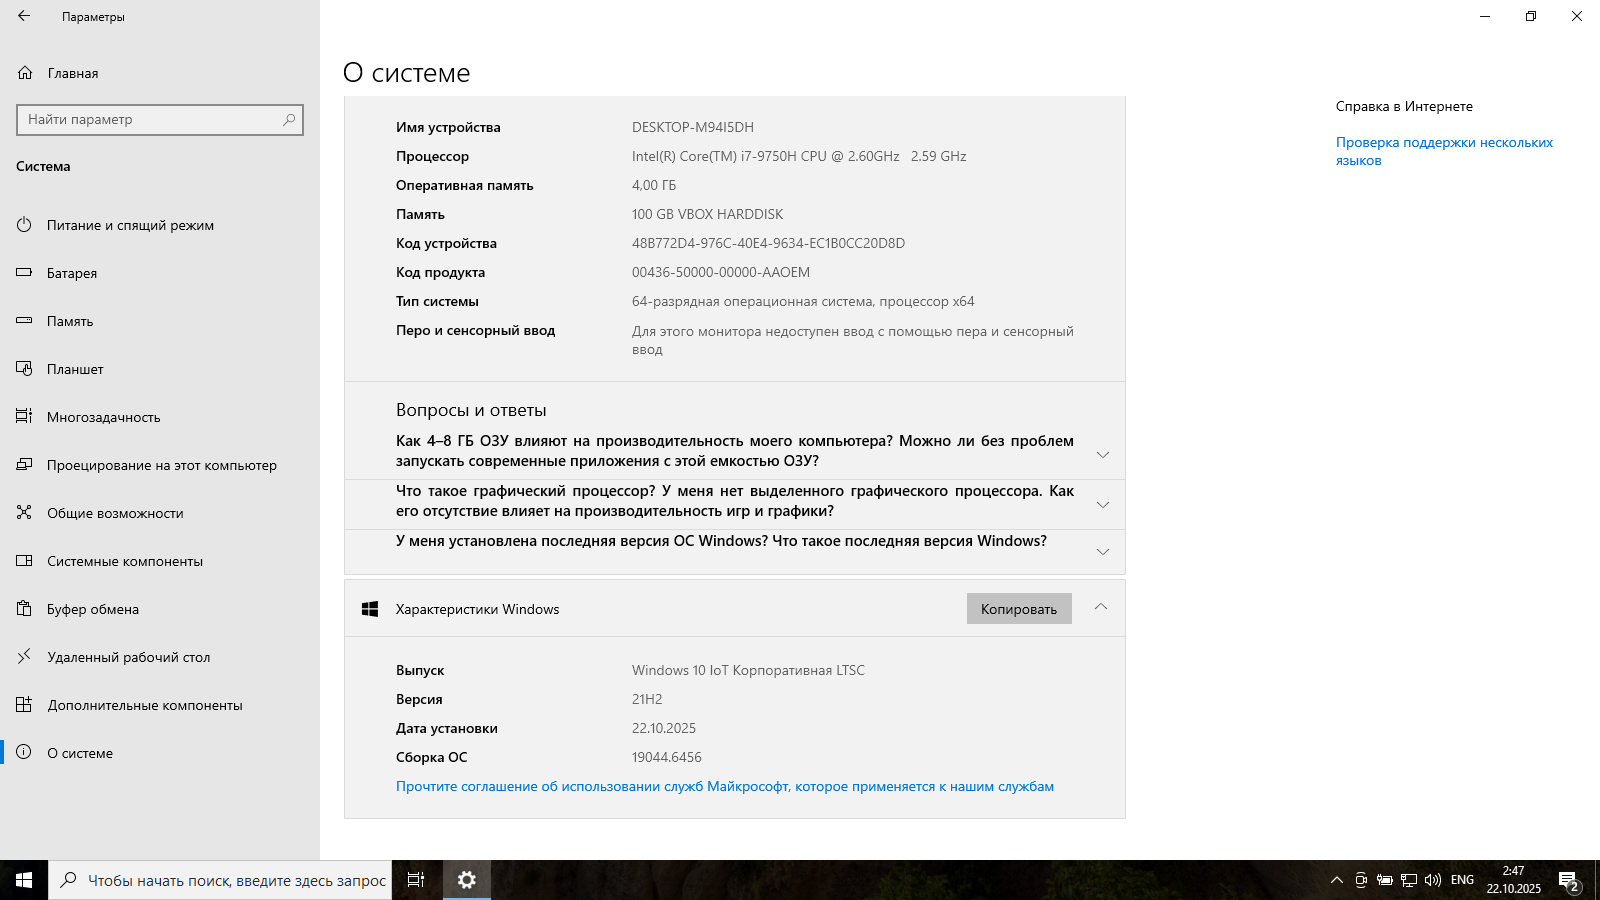 Параметры
Главная
Найти параметр
Система
Питание и спящий режим
Батарея
Память
Планшет
Многозадачность
Проецирование на этот компьютер
Общие возможности
Системные компоненты
Буфер обмена
Удаленный рабочий стол
Дополнительные компоненты
О системе
О системе
Имя устройства DESKTOP-M94I5DH
Процессор Intel(R) Core(TM) i7-9750H CPU @ 2.60GHz 2.59 GHz
Оперативная память 4,00 ГБ
Память 100 GB VBOX HARDDISK
Код устройства 48B772D4-976C-40E4-9634-EC1B0CC20D8D
Код продукта 00436-50000-00000-AAOEM
Тип системы 64-разрядная операционная система, процессор x64
Перо и сенсорный ввод Для этого монитора недоступен ввод с помощью пера и сенсорный
ввод
Вопросы и ответы
Как 4–8 ГБ ОЗУ влияют на производительность моего компьютера? Можно ли без проблем
запускать современные приложения с этой емкостью ОЗУ?
Что такое графический процессор? У меня нет выделенного графического процессора. Как
его отсутствие влияет на производительность игр и графики?
У меня установлена последняя версия ОС Windows? Что такое последняя версия Windows?
Характеристики Windows Копировать
Выпуск Windows 10 IoT Корпоративная LTSC
Версия 21H2
Дата установки 22.10.2025
Сборка ОС 19044.6456
Прочтите соглашение об использовании служб Майкрософт, которое применяется к нашим службам
Справка в Интернете
Проверка поддержки нескольких
языков
Чтобы начать поиск, введите здесь запрос
ENG
2:47
22.10.2025
2